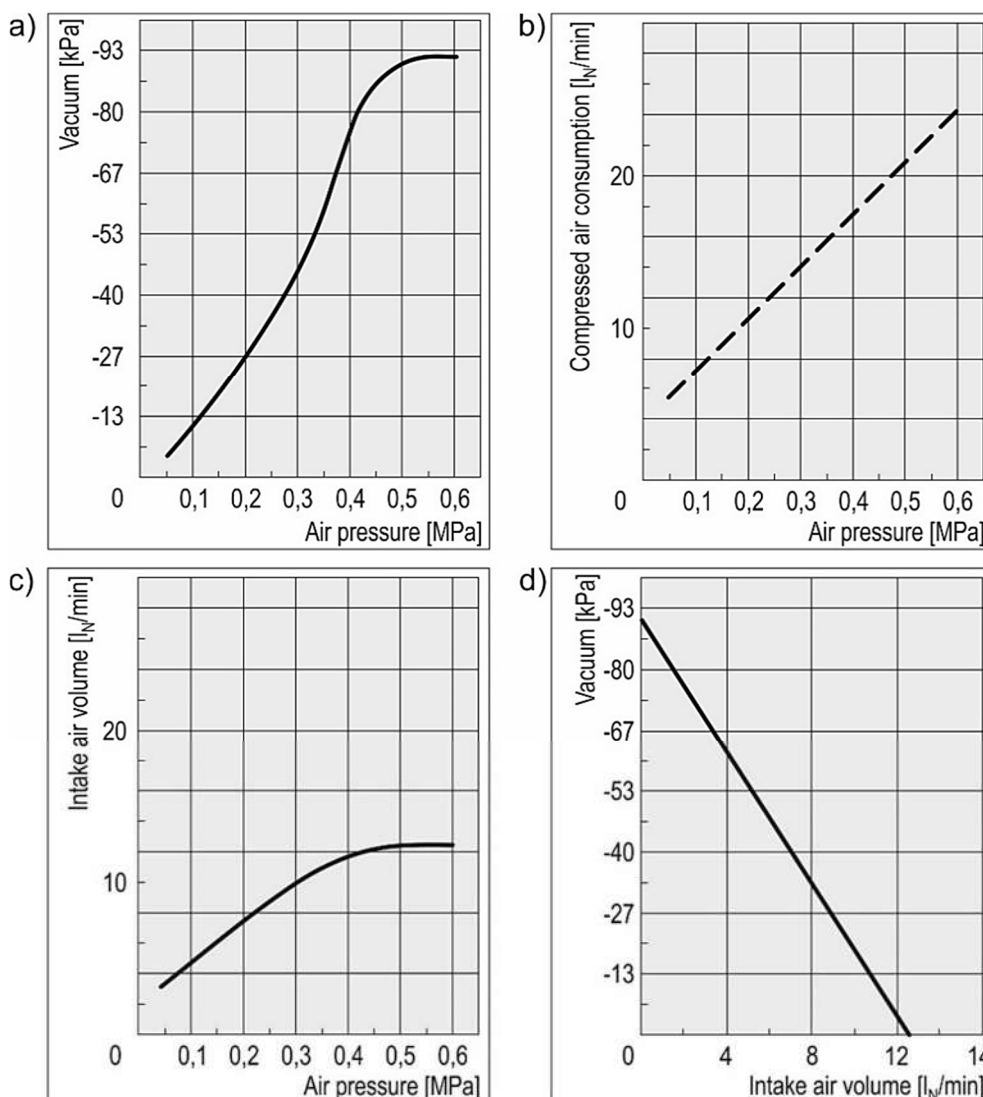 a)
Vacuum [kPa]
-93
-80
-67
-53
-40
-27
-13
0
0,1 0,2 0,3 0,4 0,5 0,6
Air pressure [MPa]
b)
Compressed air consumption [lN/min]
20
10
0
0,1 0,2 0,3 0,4 0,5 0,6
Air pressure [MPa]
c)
Intake air volume [lN/min]
20
10
0
0,1 0,2 0,3 0,4 0,5 0,6
Air pressure [MPa]
d)
Vacuum [kPa]
-93
-80
-67
-53
-40
-27
-13
0 4 8 12 14
Intake air volume [lN/min]